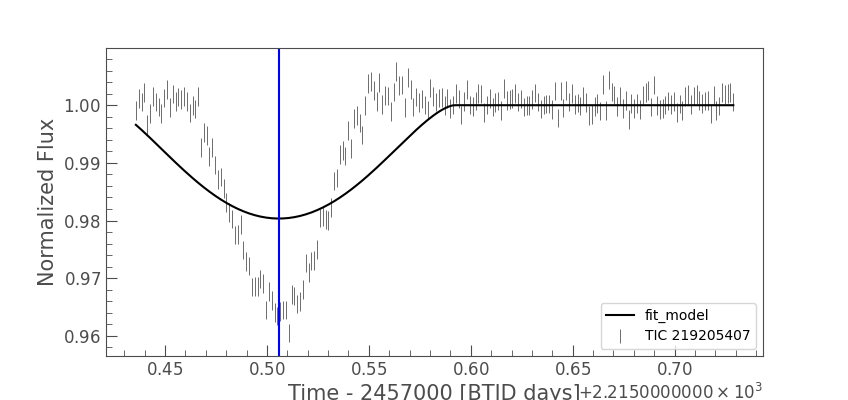 Normalized Flux
1.00
0.99
0.98
0.97
0.96
0.45
0.50
0.55
0.60
0.65
0.70
fit_model
TIC 219205407
Time - 2457000 [BTJD days]
+2.2150000000 × 10³